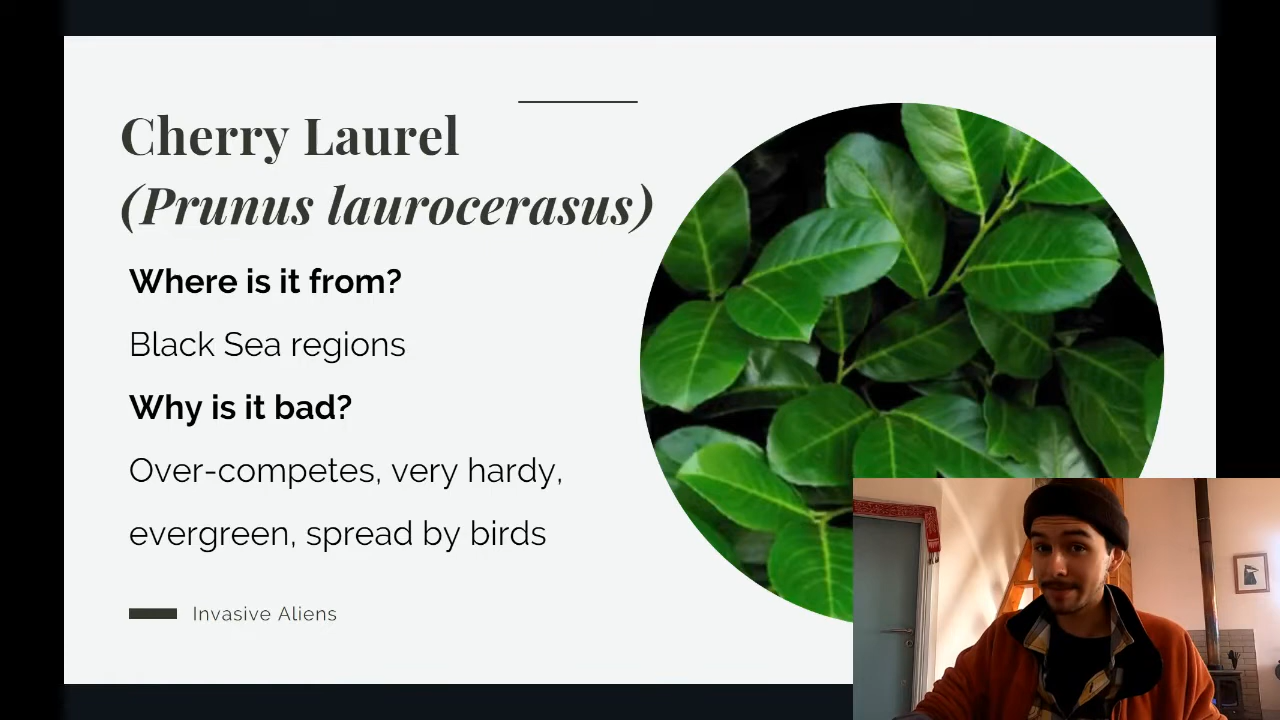 Cherry Laurel
(Prunus laurocerasus)
Where is it from?
Black Sea regions
Why is it bad?
Over-competes, very hardy,
evergreen, spread by birds
Invasive Aliens